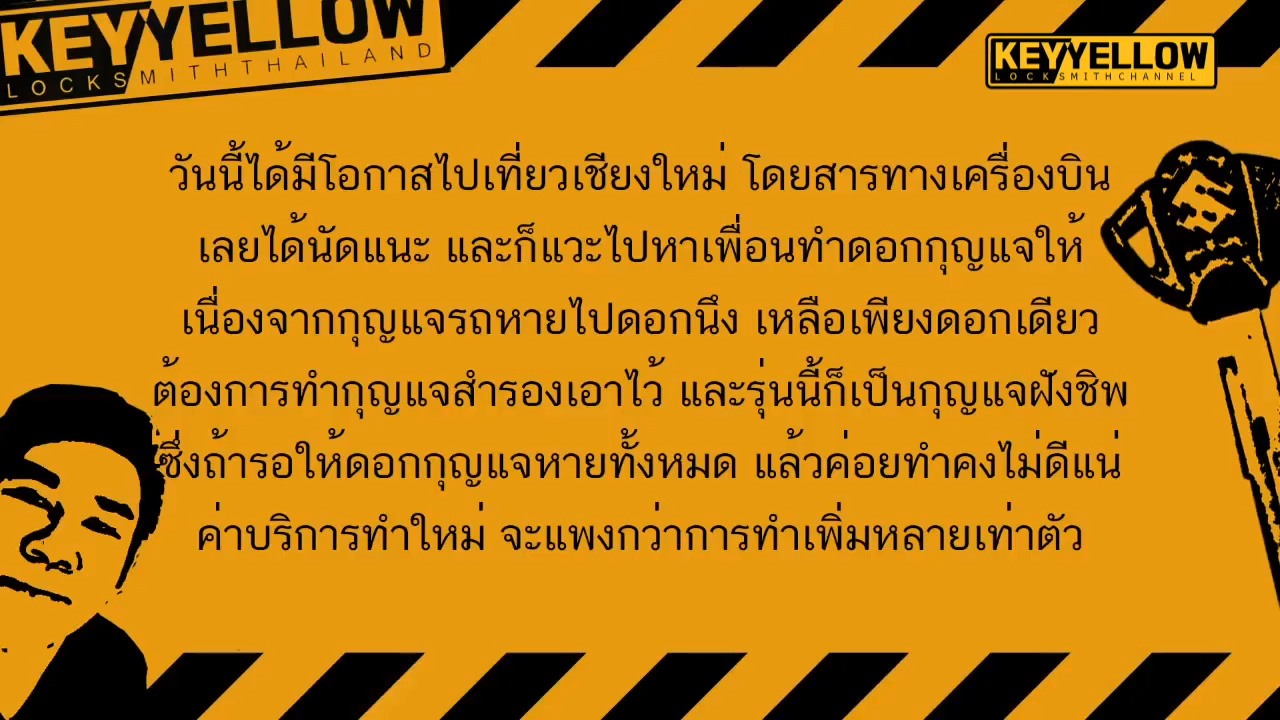 KEYYELLOW
LOCKSMITHTHAILAND
KEYYELLOW
LOCKSMITHCHANNEL
วันนี้ได้มีโอกาสไปเที่ยวเชียงใหม่ โดยสารทางเครื่องบิน
เลยได้นัดแนะ และก็แวะไปหาเพื่อนทำดอกกุญแจให้
เนื่องจากกุญแจรถหายไปดอกนึง เหลือเพียงดอกเดียว
ต้องการทำกุญแจสำรองเอาไว้ และรุ่นนี้ก็เป็นกุญแจฝังชิพ
ซึ่งถ้ารอให้ดอกกุญแจหายทั้งหมด แล้วค่อยทำคงไม่ดีแน่
ค่าบริการทำใหม่ จะแพงกว่าการทำเพิ่มหลายเท่าตัว